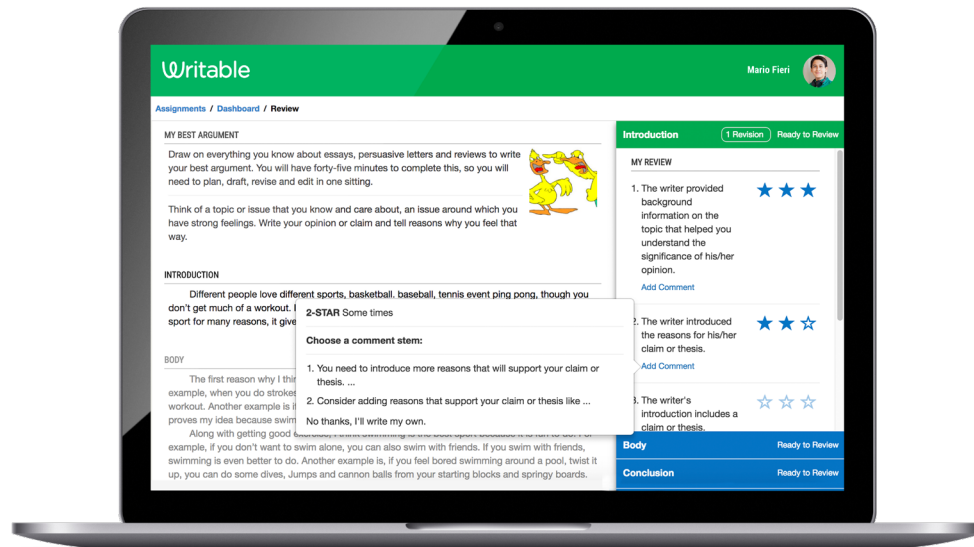 Writable
Mario Fieri
Assignments / Dashboard / Review
MY BEST ARGUMENT
Draw on everything you know about essays, persuasive letters and reviews to write
your best argument. You will have forty-five minutes to complete this, so you will
need to plan, draft, revise and edit in one sitting.
Think of a topic or issue that you know and care about, an issue around which you
have strong feelings. Write your opinion or claim and tell reasons why you feel that
way.
INTRODUCTION
Different people love different sports, basketball. baseball, tennis event ping pong, though you
don't get much of a workout.
sport for many reasons, it give
BODY
The first reason why I thin
example, when you do strokes
workout. Another example is i
proves my idea because swim
Along with getting good exercise, I think swimming is the best sport because it is fun to do. For
example, if you don't want to swim alone, you can also swim with friends. If you swim with friends,
swimming is even better to do. Another example is, if you feel bored swimming around a pool, twist it
up, you can do some dives, Jumps and cannon balls from your starting blocks and springy boards.
2-STAR Some times
Choose a comment stem:
1. You need to introduce more reasons that will support your claim or
thesis. ...
2. Consider adding reasons that support your claim or thesis like ...
No thanks, I'll write my own.
Introduction
1 Revision
Ready to Review
MY REVIEW
1. The writer provided
background
information on the
topic that helped you
understand the
significance of his/her
opinion.
Add Comment
2. The writer introduced
the reasons for his/her
claim or thesis.
Add Comment
3. The writer's
introduction includes a
claim or thesis.
Body
Ready to Review
Conclusion
Ready to Review